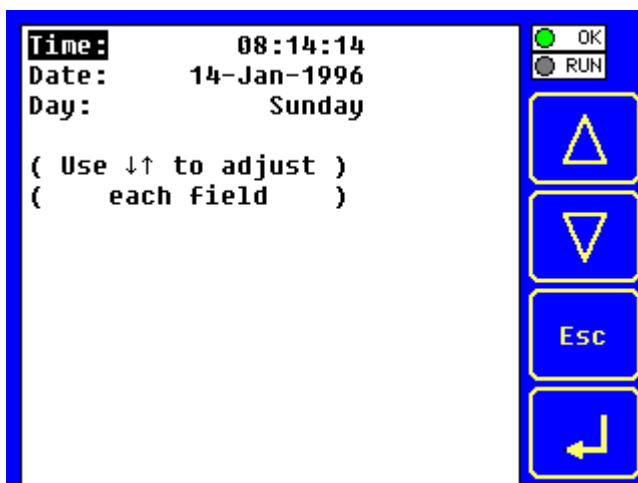 Time: 08:14:14
Date: 14-Jan-1996
Day: Sunday
( Use ↓↑ to adjust )
( each field )
OK
RUN
Esc